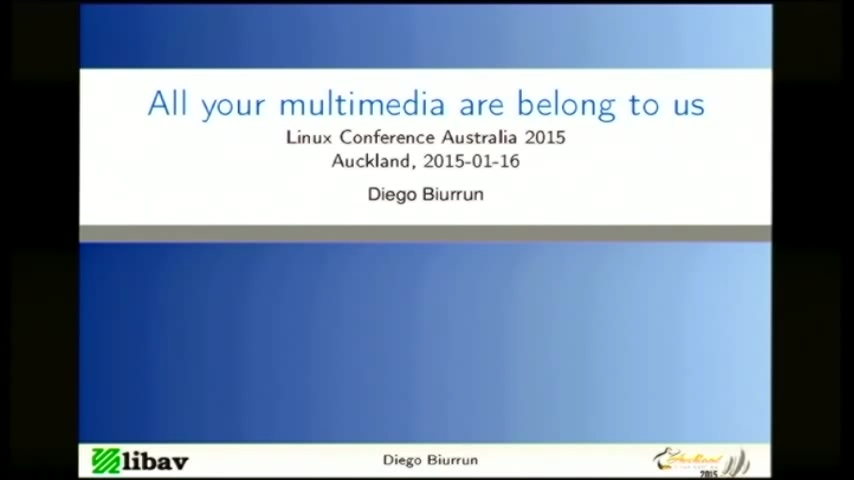 All your multimedia are belong to us
Linux Conference Australia 2015
Auckland, 2015-01-16
Diego Biurrun
libav
Diego Biurrun
Auckland
2015